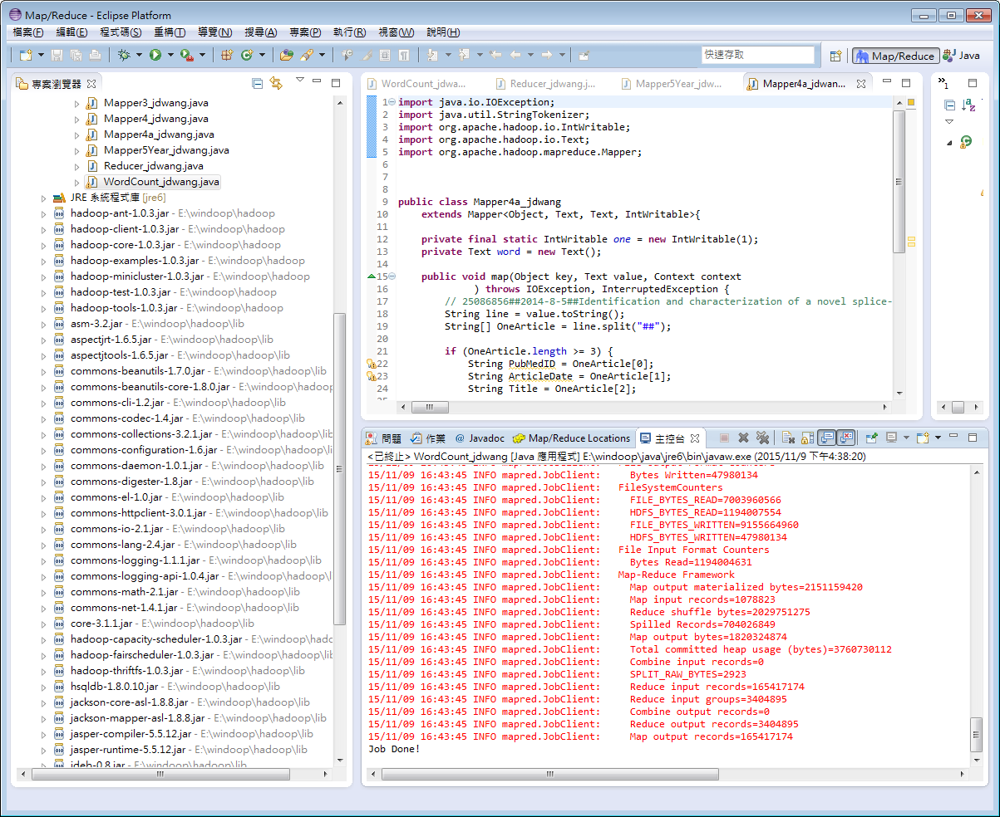 Map/Reduce - Eclipse Platform
檔案(F) 編輯(E) 程式碼(S) 重構(T) 導覽(N) 搜尋(A) 專案(P) 執行(R) 視窗(W) 說明(H)
快速存取
Map/Reduce
Java
專案瀏覽器
Mapper3_jdwang.java
Mapper4_jdwang.java
Mapper4a_jdwang.java
Mapper5Year_jdwang.java
Reducer_jdwang.java
WordCount_jdwang.java
JRE 系統程式庫 [jre6]
hadoop-ant-1.0.3.jar - E:\windoop\hadoop
hadoop-client-1.0.3.jar - E:\windoop\hadoop
hadoop-core-1.0.3.jar - E:\windoop\hadoop
hadoop-examples-1.0.3.jar - E:\windoop\hadoop
hadoop-minicluster-1.0.3.jar - E:\windoop\hadoop
hadoop-test-1.0.3.jar - E:\windoop\hadoop
hadoop-tools-1.0.3.jar - E:\windoop\hadoop
asm-3.2.jar - E:\windoop\hadoop\lib
aspectjrt-1.6.5.jar - E:\windoop\hadoop\lib
aspectjtools-1.6.5.jar - E:\windoop\hadoop\lib
commons-beanutils-1.7.0.jar - E:\windoop\hadoop\lib
commons-beanutils-core-1.8.0.jar - E:\windoop\hadoop
commons-cli-1.2.jar - E:\windoop\hadoop\lib
commons-codec-1.4.jar - E:\windoop\hadoop\lib
commons-collections-3.2.1.jar - E:\windoop\hadoop\lib
commons-configuration-1.6.jar - E:\windoop\hadoop\lib
commons-daemon-1.0.1.jar - E:\windoop\hadoop\lib
commons-digester-1.8.jar - E:\windoop\hadoop\lib
commons-el-1.0.jar - E:\windoop\hadoop\lib
commons-httpclient-3.0.1.jar - E:\windoop\hadoop\lib
commons-io-2.1.jar - E:\windoop\hadoop\lib
commons-lang-2.4.jar - E:\windoop\hadoop\lib
commons-logging-1.1.1.jar - E:\windoop\hadoop\lib
commons-logging-api-1.0.4.jar - E:\windoop\hadoop\l
commons-math-2.1.jar - E:\windoop\hadoop\lib
commons-net-1.4.1.jar - E:\windoop\hadoop\lib
core-3.1.1.jar - E:\windoop\hadoop\lib
hadoop-capacity-scheduler-1.0.3.jar - E:\windoop\hado
hadoop-fairscheduler-1.0.3.jar - E:\windoop\hadoop\lib
hadoop-thriftfs-1.0.3.jar - E:\windoop\hadoop\lib
hsqldb-1.8.0.10.jar - E:\windoop\hadoop\lib
jackson-core-asl-1.8.8.jar - E:\windoop\hadoop\lib
jackson-mapper-asl-1.8.8.jar - E:\windoop\hadoop\lib
jasper-compiler-5.5.12.jar - E:\windoop\hadoop\lib
jasper-runtime-5.5.12.jar - E:\windoop\hadoop\lib
jdeb-0.8.jar - E:\windoop\hadoop\lib
WordCount_jdwa... Reducer_jdwang.j... Mapper5Year_jdw... Mapper4a_jdwan...
»1
1 import java.io.IOException;
2 import java.util.StringTokenizer;
3 import org.apache.hadoop.io.IntWritable;
4 import org.apache.hadoop.io.Text;
5 import org.apache.hadoop.mapreduce.Mapper;
6
7
8
9 public class Mapper4a_jdwang
10 extends Mapper<Object, Text, Text, IntWritable>{
11
12 private final static IntWritable one = new IntWritable(1);
13 private Text word = new Text();
14
15 public void map(Object key, Text value, Context context
16 ) throws IOException, InterruptedException {
17 // 25086856##2014-8-5##Identification and characterization of a novel splice-
18 String line = value.toString();
19 String[] OneArticle = line.split("##");
20
21 if (OneArticle.length >= 3) {
22 String PubMedID = OneArticle[0];
23 String ArticleDate = OneArticle[1];
24 String Title = OneArticle[2];
問題 作業 @ Javadoc Map/Reduce Locations 主控台
<已終止> WordCount_jdwang [Java 應用程式] E:\windoop\java\jre6\bin\javaw.exe (2015/11/9 下午4:38:20)
15/11/09 16:43:45 INFO mapred.JobClient: Bytes Written=47980134
15/11/09 16:43:45 INFO mapred.JobClient: FileSystemCounters
15/11/09 16:43:45 INFO mapred.JobClient: FILE_BYTES_READ=7003960566
15/11/09 16:43:45 INFO mapred.JobClient: HDFS_BYTES_READ=1194007554
15/11/09 16:43:45 INFO mapred.JobClient: FILE_BYTES_WRITTEN=9155664960
15/11/09 16:43:45 INFO mapred.JobClient: HDFS_BYTES_WRITTEN=47980134
15/11/09 16:43:45 INFO mapred.JobClient: File Input Format Counters
15/11/09 16:43:45 INFO mapred.JobClient: Bytes Read=1194004631
15/11/09 16:43:45 INFO mapred.JobClient: Map-Reduce Framework
15/11/09 16:43:45 INFO mapred.JobClient: Map output materialized bytes=2151159420
15/11/09 16:43:45 INFO mapred.JobClient: Map input records=1078823
15/11/09 16:43:45 INFO mapred.JobClient: Reduce shuffle bytes=2029751275
15/11/09 16:43:45 INFO mapred.JobClient: Spilled Records=704026849
15/11/09 16:43:45 INFO mapred.JobClient: Map output bytes=1820324874
15/11/09 16:43:45 INFO mapred.JobClient: Total committed heap usage (bytes)=3760730112
15/11/09 16:43:45 INFO mapred.JobClient: Combine input records=0
15/11/09 16:43:45 INFO mapred.JobClient: SPLIT_RAW_BYTES=2923
15/11/09 16:43:45 INFO mapred.JobClient: Reduce input records=165417174
15/11/09 16:43:45 INFO mapred.JobClient: Reduce input groups=3404895
15/11/09 16:43:45 INFO mapred.JobClient: Combine output records=0
15/11/09 16:43:45 INFO mapred.JobClient: Reduce output records=3404895
15/11/09 16:43:45 INFO mapred.JobClient: Map output records=165417174
Job Done!